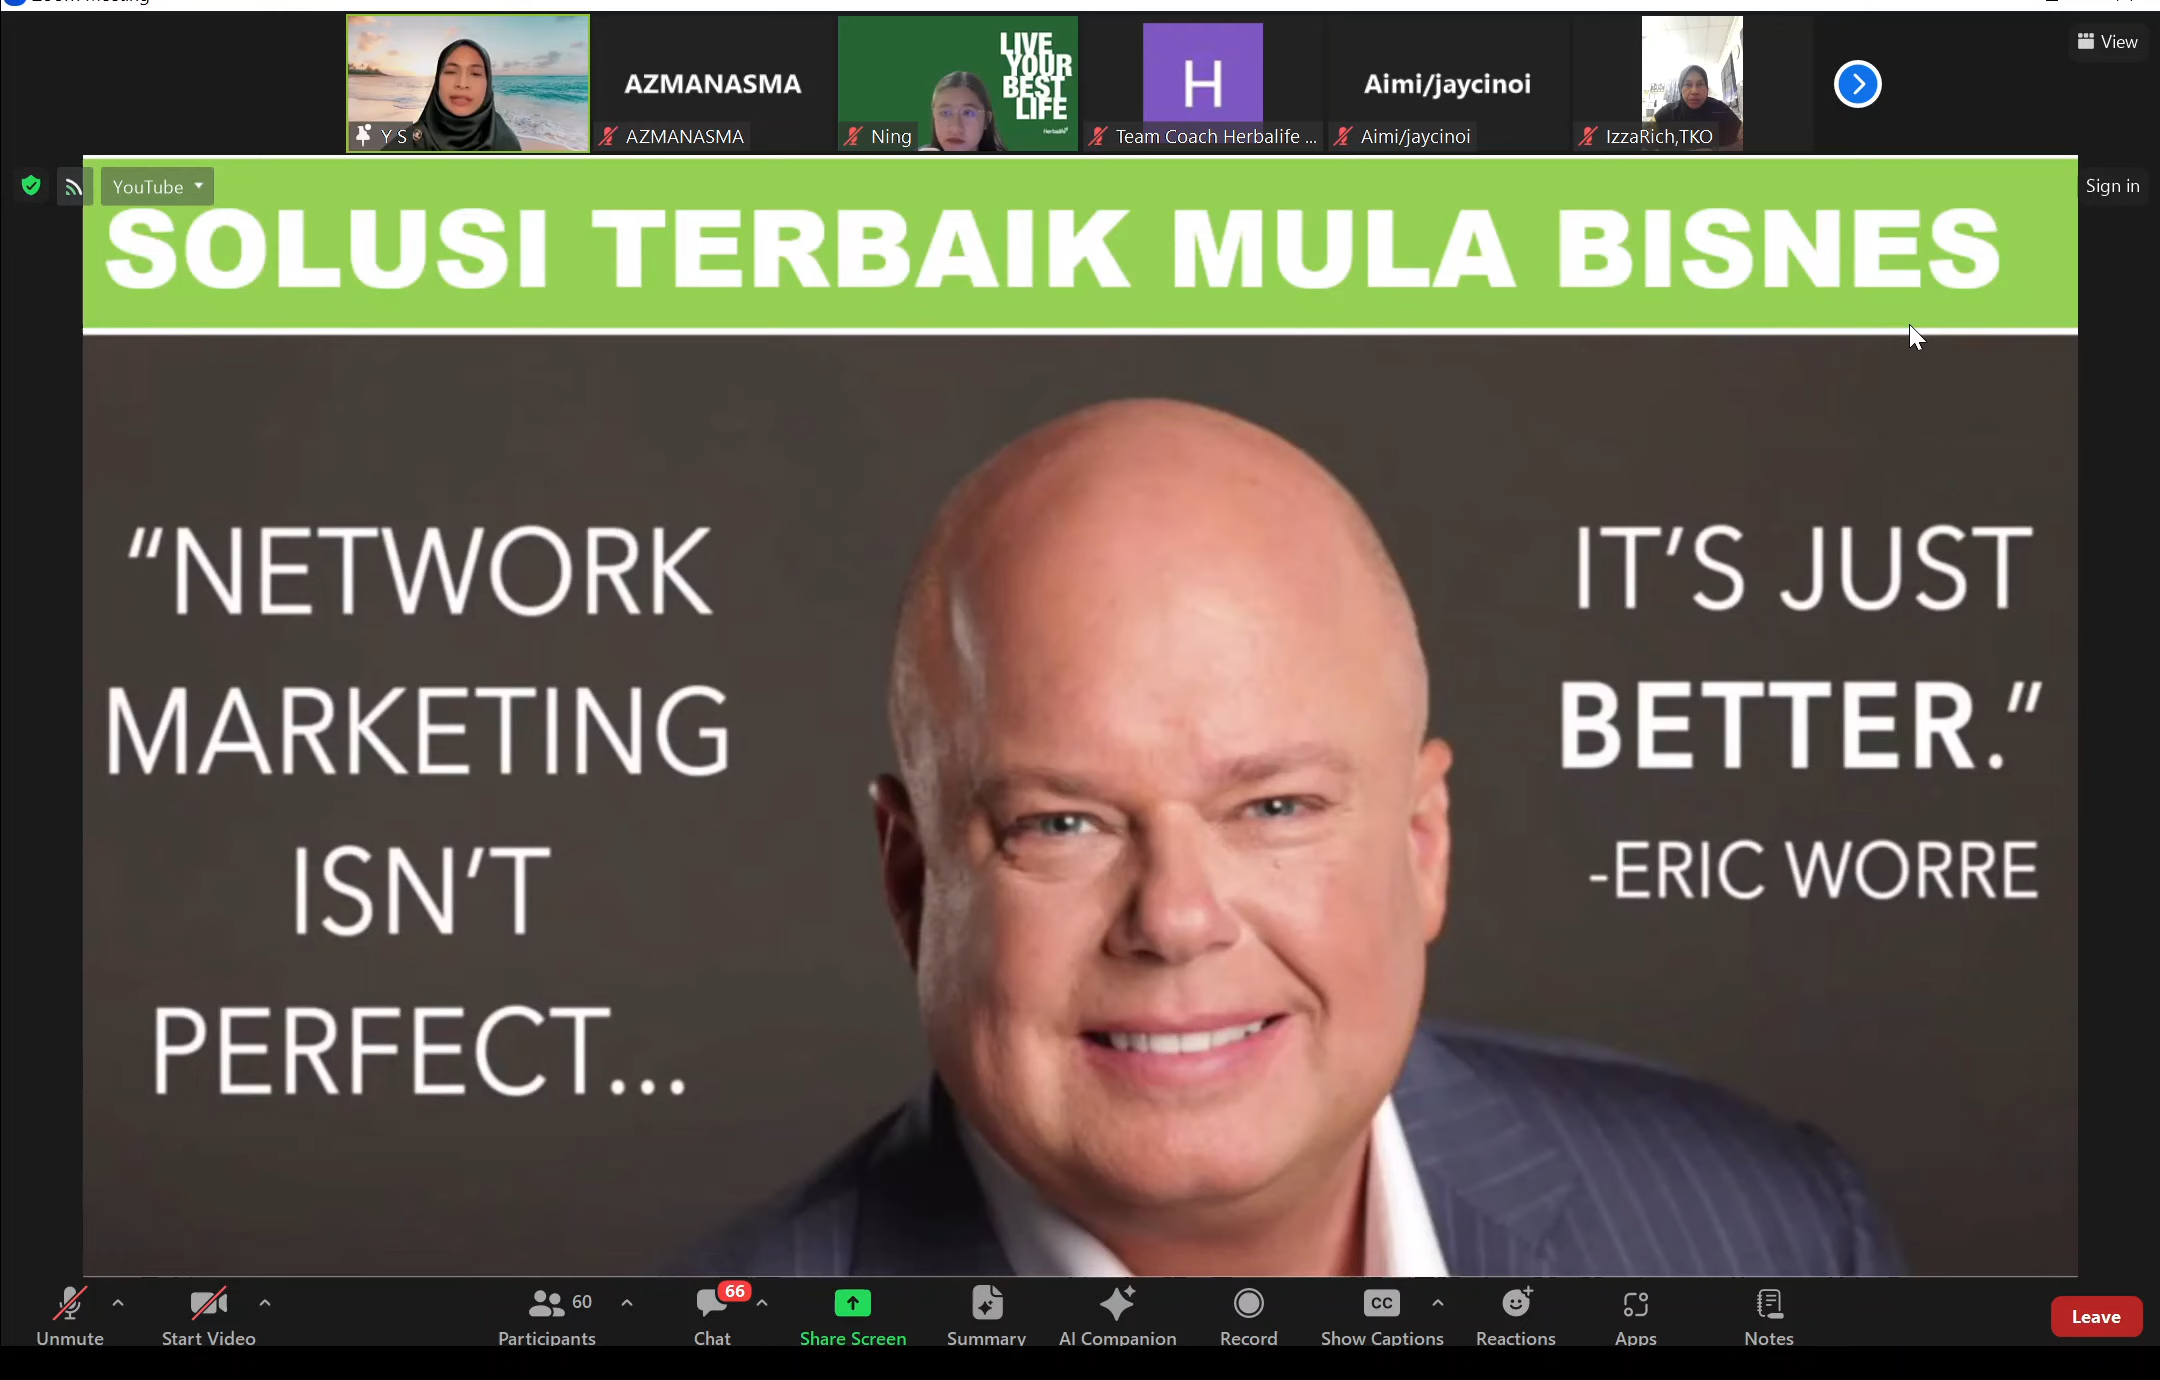 AZMANASMA
LIVE
YOUR
BEST
LIFE
H
Aimi/jaycinoi
View
Y S
AZMANASMA
Ning
Team Coach Herbalife ...
Aimi/jaycinoi
IzzaRich,TKO
YouTube
Sign in
SOLUSI TERBAIK MULA BISNES
“NETWORK
MARKETING
ISN’T
PERFECT...
IT’S JUST
BETTER.”
-ERIC WORRE
66
60
CC
Unmute
Start Video
Participants
Chat
Share Screen
Summary
AI Companion
Record
Show Captions
Reactions
Apps
Notes
Leave